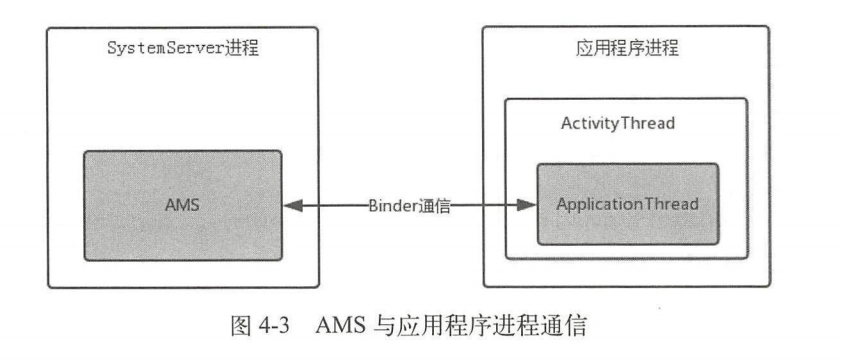 SystemServer进程
应用程序进程
ActivityThread
AMS
Binder通信
ApplicationThread
图 4-3 AMS 与应用程序进程通信